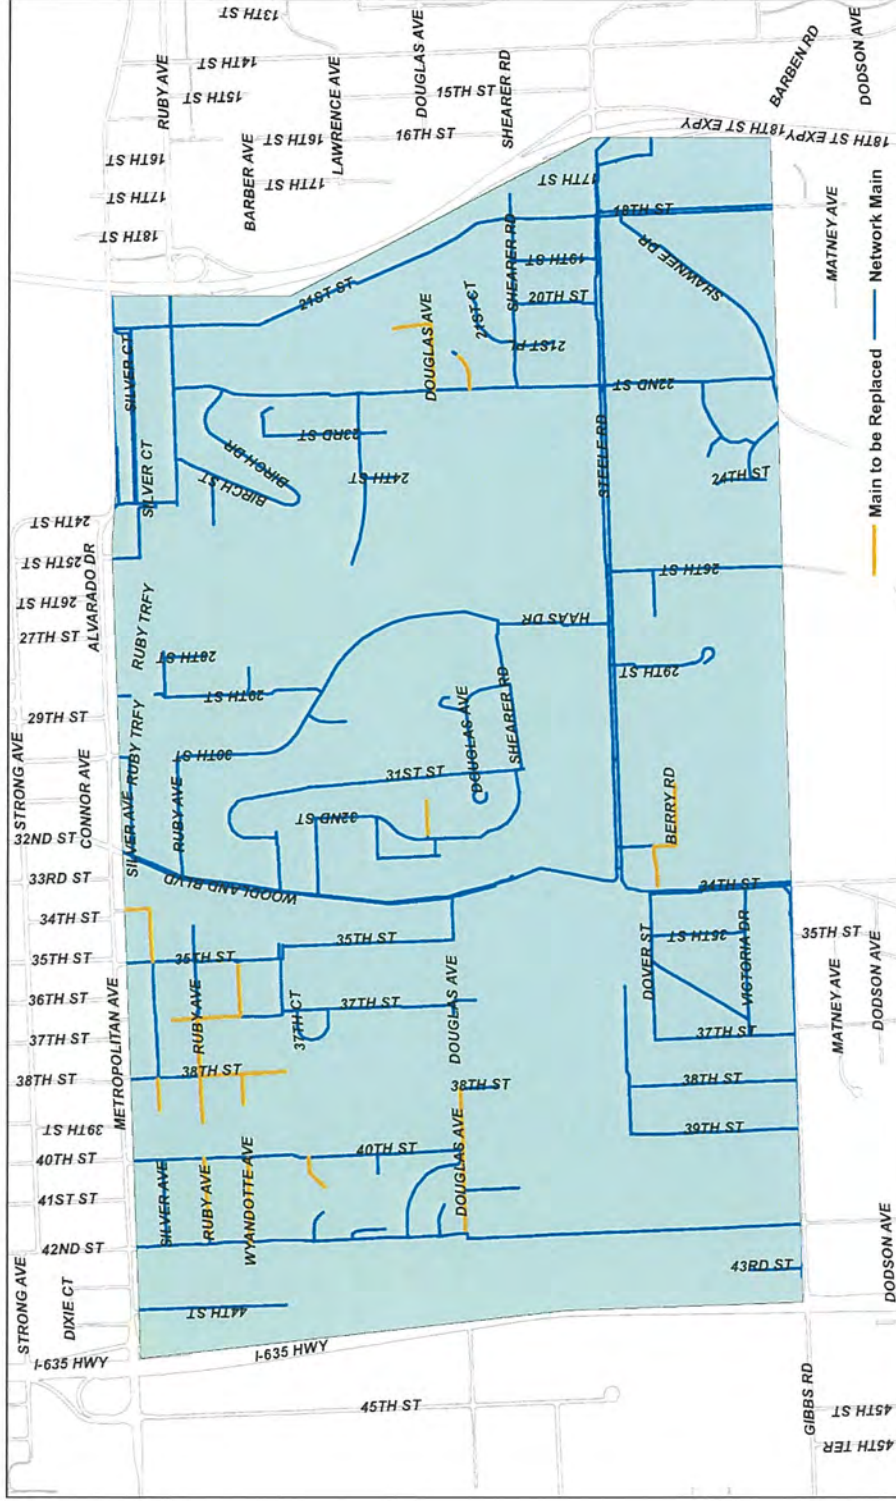 13TH ST
14TH ST
15TH ST
RUBY AVE
DOUGLAS AVE
LAWRENCE AVE
SHEARER RD
15TH ST
BARBEN RD
DODSON AVE
16TH ST
BARBER AVE
16TH ST
16TH ST
18TH ST EXPY
18TH ST EXPY
17TH ST
17TH ST
17TH ST
18TH ST
18TH ST
SHEARER RD
19TH ST
SHAWNEE DR
MATNEY AVE
21ST ST
20TH ST
21ST CT
21ST PL
DOUGLAS AVE
SILVER CT
22ND ST
23RD ST
BIRCH DR
BIRCH ST
24TH ST
STEELE RD
24TH ST
SILVER CT
24TH ST
25TH ST
ALVARADO DR
26TH ST
26TH ST
27TH ST
RUBY TRFY
HAAS DR
28TH ST
29TH ST
29TH ST
29TH ST
RUBY TRFY
DOUGLAS AVE
SHEARER RD
30TH ST
STRONG AVE
CONNOR AVE
31ST ST
SILVER AVE
RUBY AVE
32ND ST
32ND ST
BERRY RD
33RD ST
WOODLAND BLVD
34TH ST
34TH ST
35TH ST
35TH ST
35TH ST
35TH ST
35TH ST
VICTORIA DR
DOVER ST
36TH ST
METROPOLITAN AVE
RUBY AVE
37TH CT
37TH ST
DOUGLAS AVE
MATNEY AVE
DODSON AVE
37TH ST
37TH ST
38TH ST
38TH ST
38TH ST
38TH ST
39TH ST
39TH ST
40TH ST
40TH ST
SILVER AVE
RUBY AVE
WYANDOTTE AVE
DOUGLAS AVE
41ST ST
42ND ST
43RD ST
DODSON AVE
STRONG AVE
DIXIE CT
44TH ST
I-635 HWY
I-635 HWY
45TH ST
GIBBS RD
45TH ST
45TH TER
Main to be Replaced
Network Main